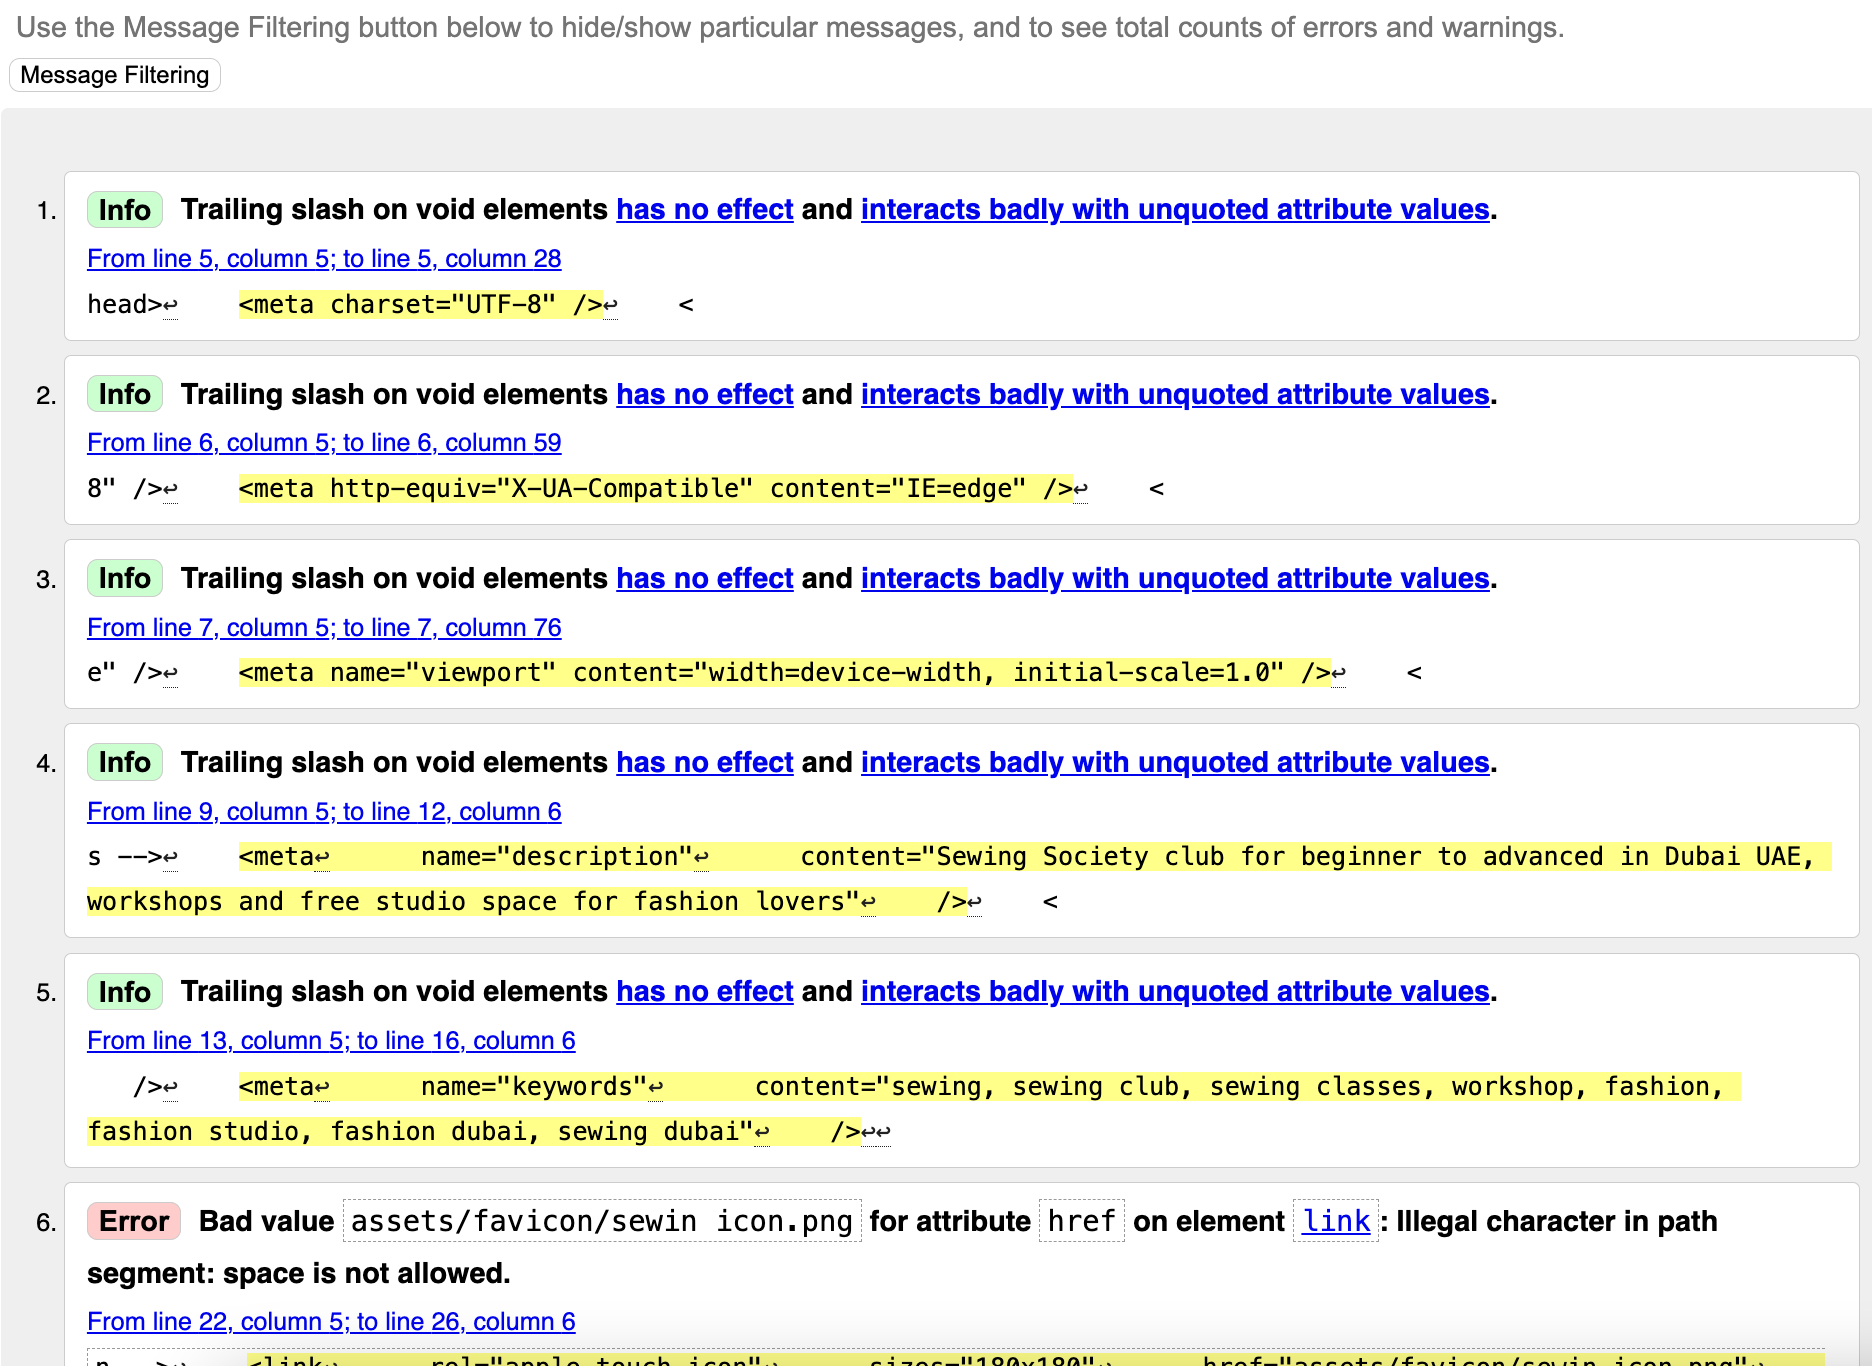 Use the Message Filtering button below to hide/show particular messages, and to see total counts of errors and warnings.
Message Filtering
1. Info Trailing slash on void elements has no effect and interacts badly with unquoted attribute values.
From line 5, column 5; to line 5, column 28
head>↩    <meta charset="UTF-8" />↩    <
2. Info Trailing slash on void elements has no effect and interacts badly with unquoted attribute values.
From line 6, column 5; to line 6, column 59
8" />↩    <meta http-equiv="X-UA-Compatible" content="IE=edge" />↩    <
3. Info Trailing slash on void elements has no effect and interacts badly with unquoted attribute values.
From line 7, column 5; to line 7, column 76
e" />↩    <meta name="viewport" content="width=device-width, initial-scale=1.0" />↩    <
4. Info Trailing slash on void elements has no effect and interacts badly with unquoted attribute values.
From line 9, column 5; to line 12, column 6
s -->↩    <meta↩      name="description"↩      content="Sewing Society club for beginner to advanced in Dubai UAE,
workshops and free studio space for fashion lovers"↩    />↩    <
5. Info Trailing slash on void elements has no effect and interacts badly with unquoted attribute values.
From line 13, column 5; to line 16, column 6
/>↩    <meta↩      name="keywords"↩      content="sewing, sewing club, sewing classes, workshop, fashion,
fashion studio, fashion dubai, sewing dubai"↩    />↩↩
6. Error Bad value assets/favicon/sewin icon.png for attribute href on element link: Illegal character in path
segment: space is not allowed.
From line 22, column 5; to line 26, column 6
<link↩      rel="apple-touch-icon"↩      sizes="180x180"↩      href="assets/favicon/sewin icon.png"↩